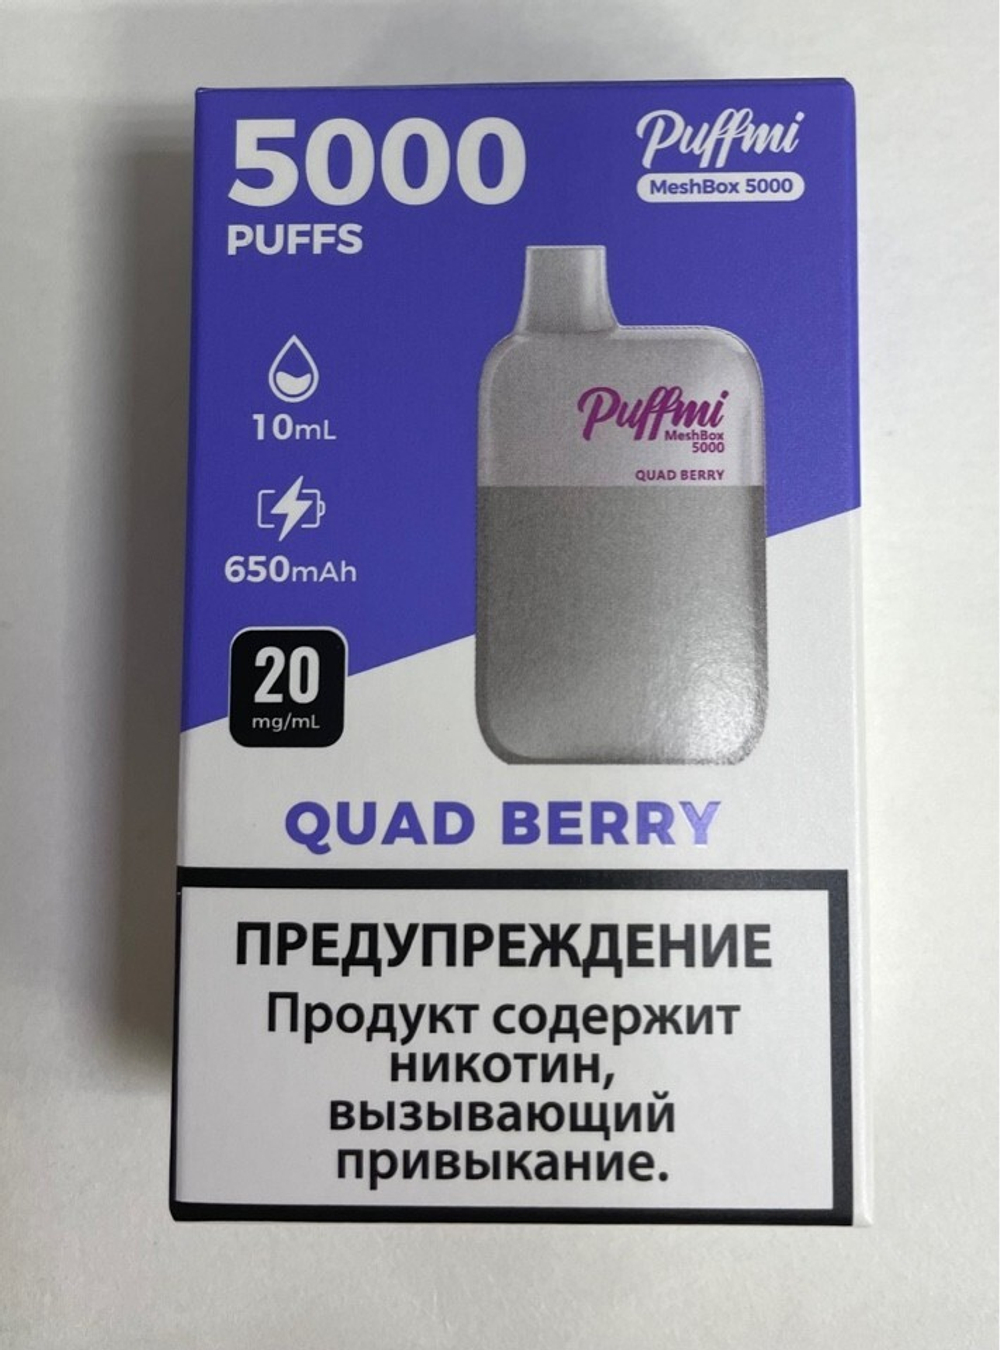 5000
PUFFS
Puffmi
MeshBox 5000
10mL
650mAh
20
mg/mL
Puffmi
MeshBox
5000
QUAD BERRY
QUAD BERRY
ПРЕДУПРЕЖДЕНИЕ
Продукт содержит
никотин,
вызывающий
привыкание.